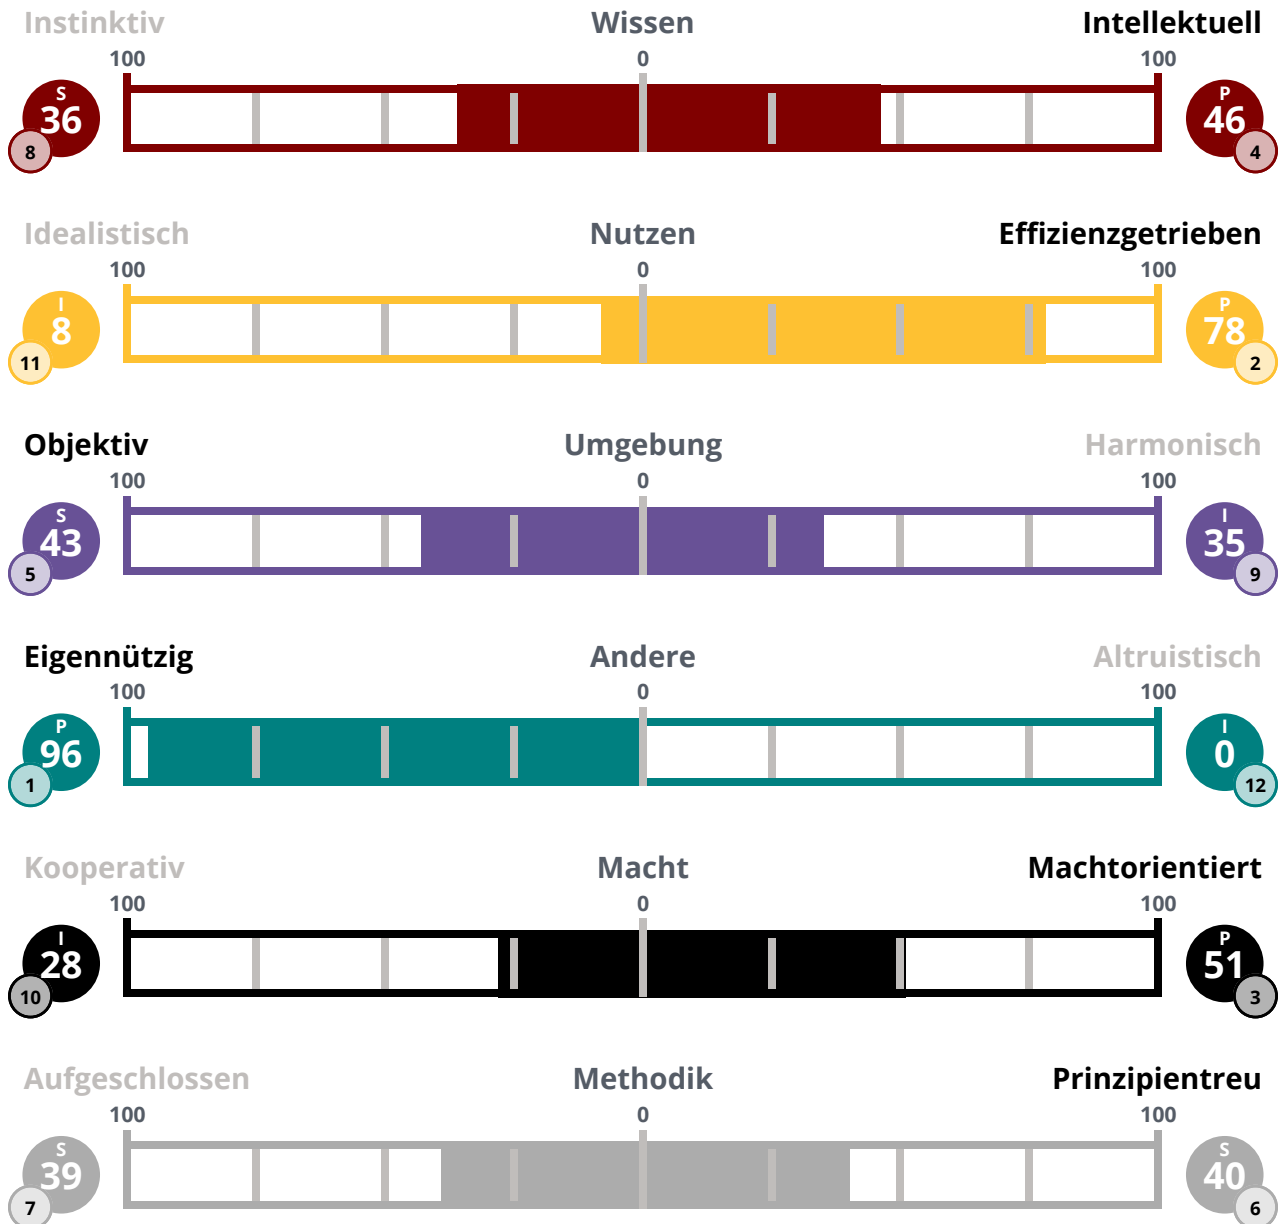 Instinktiv Wissen Intellektuell
100 0 100
S P
36 46
8 4
Idealistisch Nutzen Effizienzgetrieben
100 0 100
I P
8 78
11 2
Objektiv Umgebung Harmonisch
100 0 100
S I
43 35
5 9
Eigennützig Andere Altruistisch
100 0 100
P I
96 0
1 12
Kooperativ Macht Machtorientiert
100 0 100
I P
28 51
10 3
Aufgeschlossen Methodik Prinzipientreu
100 0 100
S S
39 40
7 6